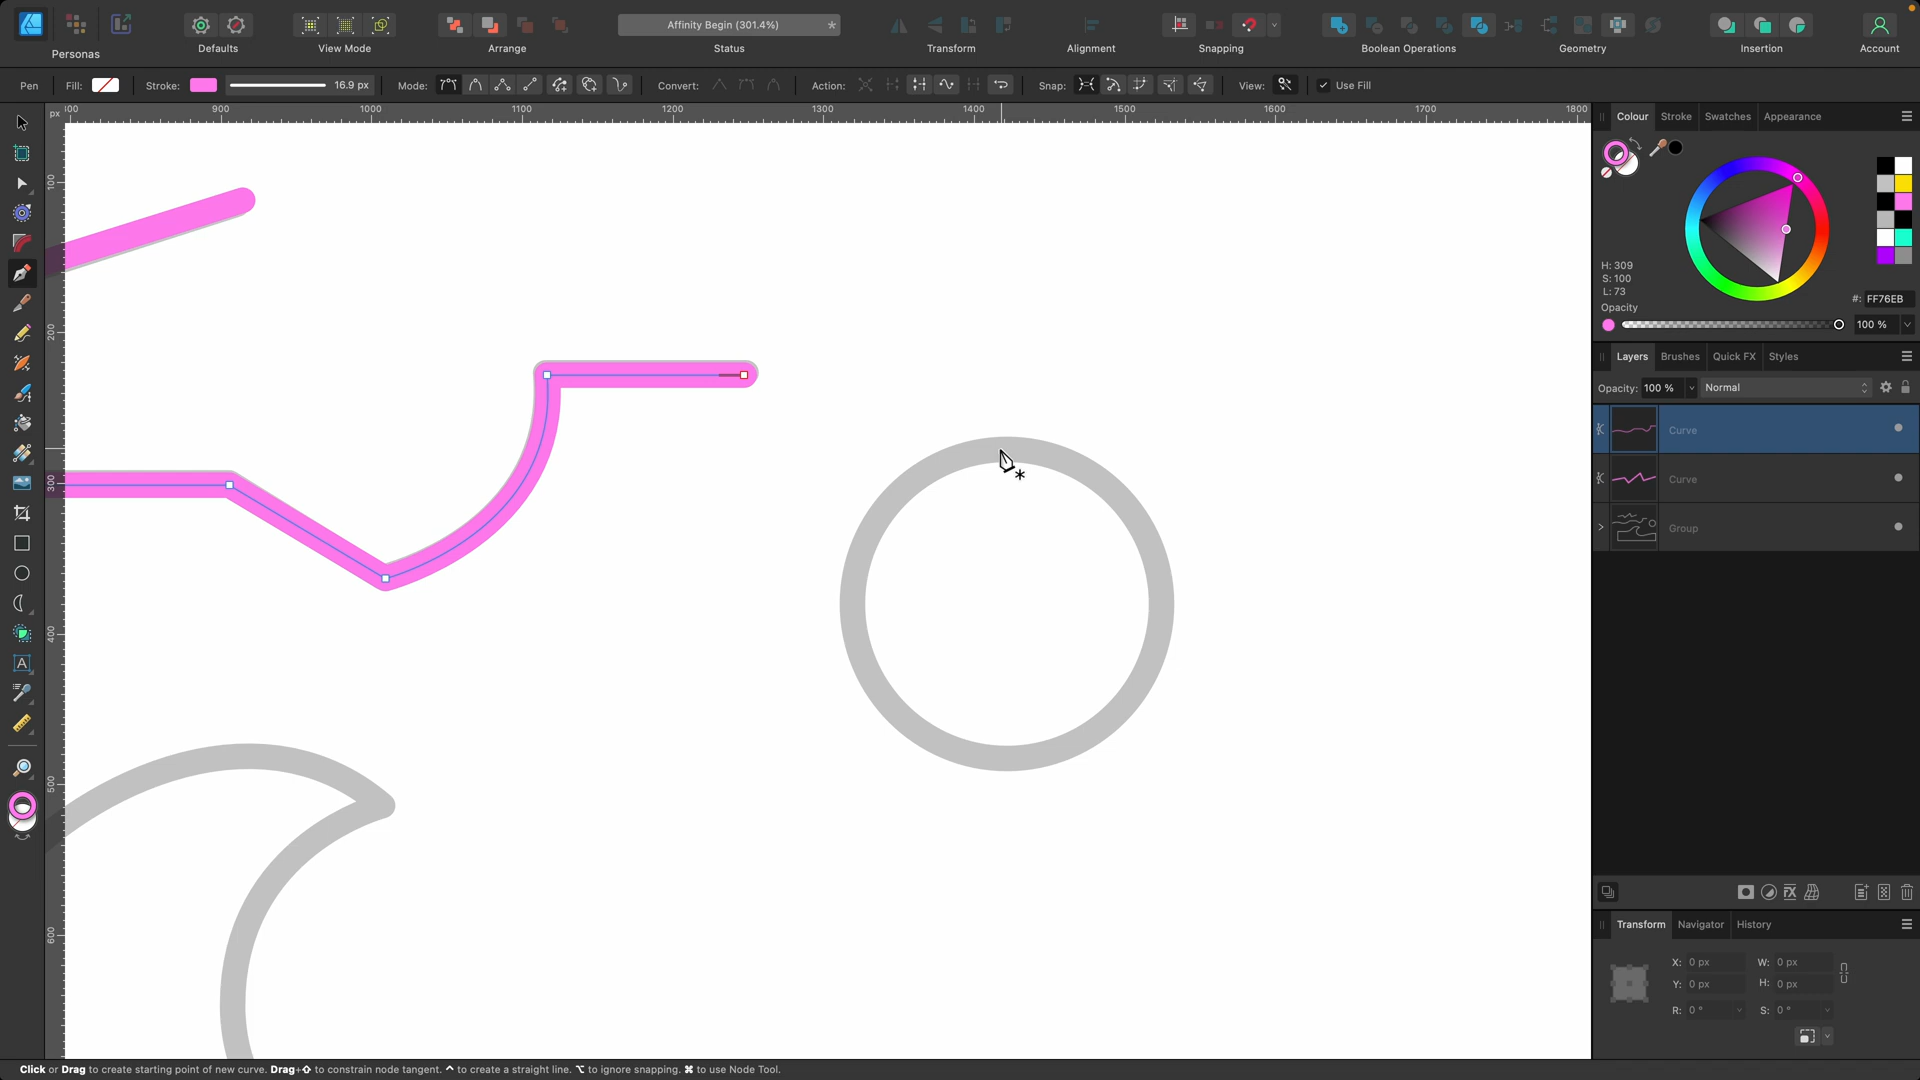 Affinity Begin (301.4%) *
Personas
Defaults
View Mode
Arrange
Status
Transform
Alignment
Snapping
Boolean Operations
Geometry
Insertion
Account
Pen
Fill:
Stroke:
16.9 px
Mode:
Convert:
Action:
Snap:
View:
Use Fill
px
900
1000
1100
1200
1300
1400
1500
1600
1700
1800
100
200
300
400
500
600
A
Colour
Stroke
Swatches
Appearance
H: 309
S: 100
L: 73
#: FF76EB
Opacity
100 %
Layers
Brushes
Quick FX
Styles
Opacity: 100 %
Normal
Curve
Curve
Group
Transform
Navigator
History
X: 0 px
W: 0 px
Y: 0 px
H: 0 px
R: 0 °
S: 0 °
Click or Drag to create starting point of new curve. Drag+⇧ to constrain node tangent. ^ to create a straight line. ⌥ to ignore snapping. ⌘ to use Node Tool.